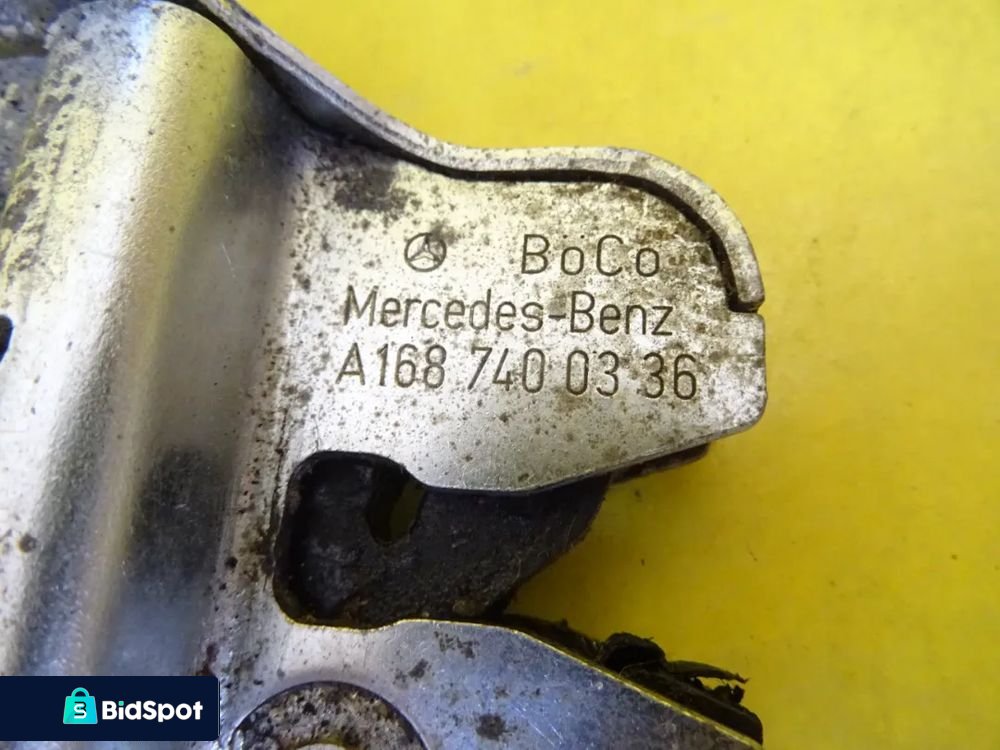 BoCo
Mercedes-Benz
A168 740 03 36
BidSpot